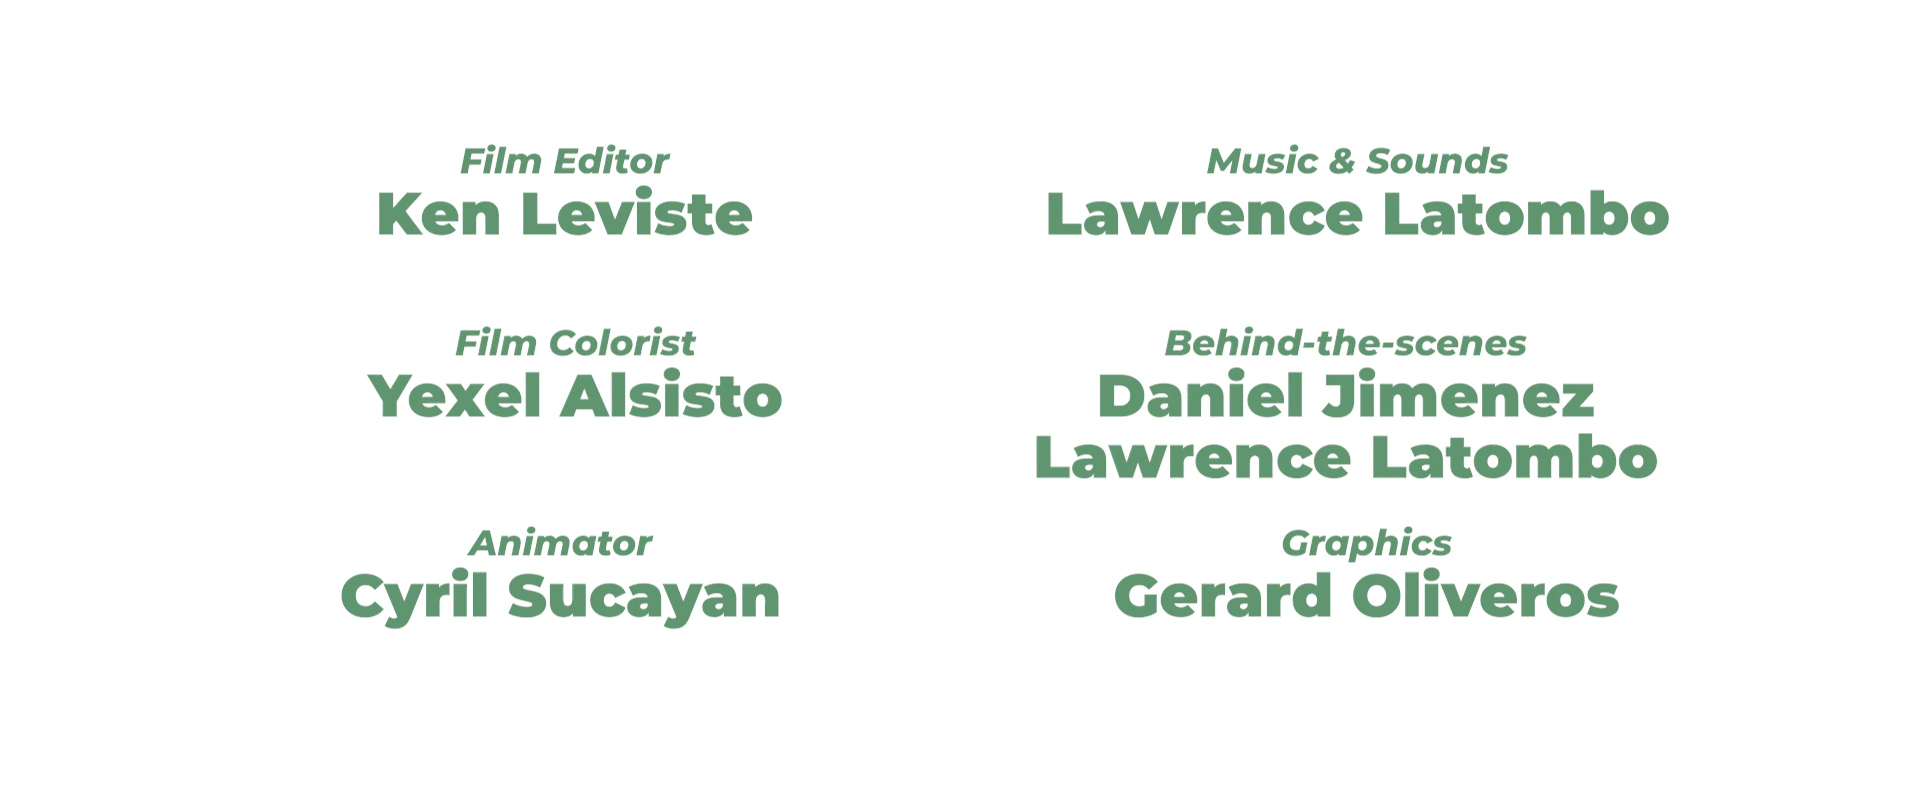 Film Editor
Ken Leviste
Music & Sounds
Lawrence Latombo
Film Colorist
Yexel Alsisto
Behind-the-scenes
Daniel Jimenez
Lawrence Latombo
Animator
Cyril Sucayan
Graphics
Gerard Oliveros